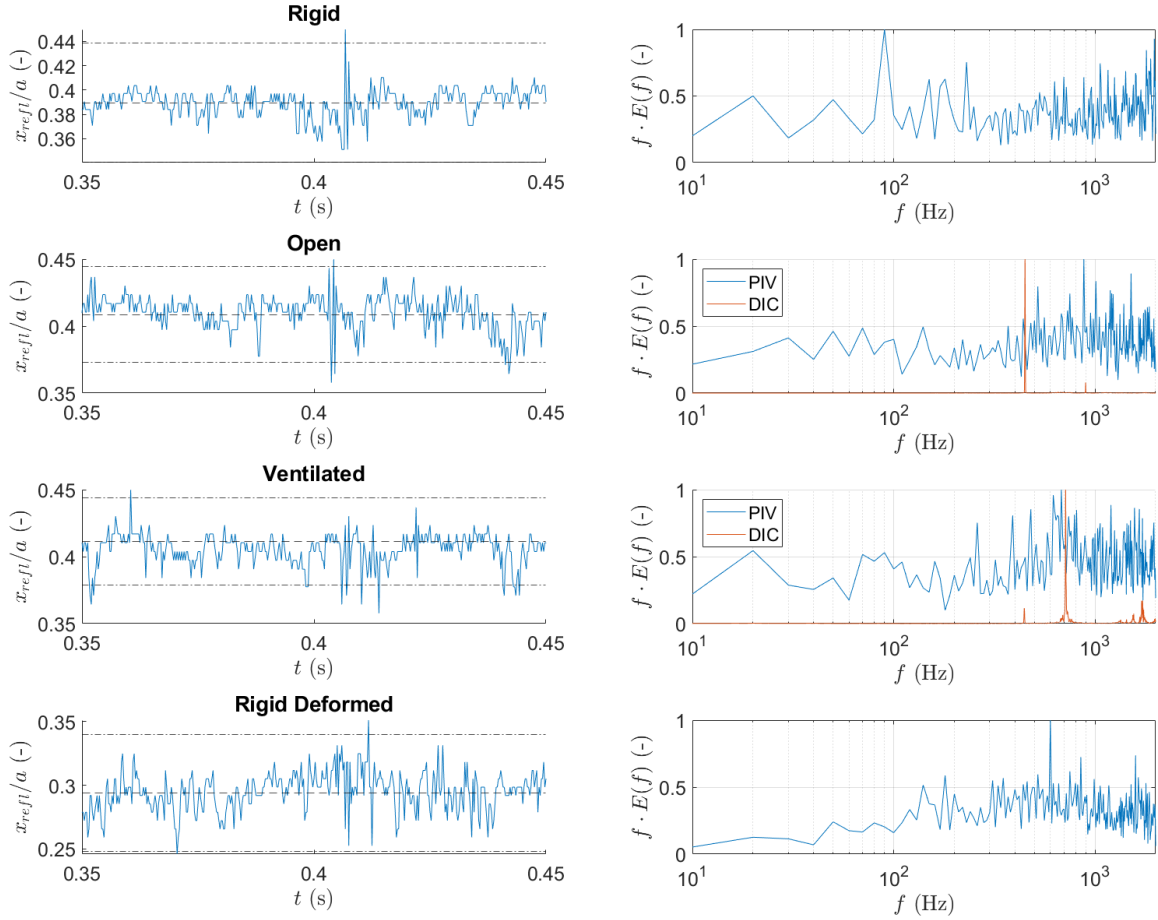 Rigid
0.44
0.42
0.4
0.38
0.36
x_refl/a (-)
0.35 0.4 0.45
t (s)
1
0.5
0
f · E(f) (-)
10^1 10^2 10^3
f (Hz)
Open
0.45
0.4
0.35
x_refl/a (-)
0.35 0.4 0.45
t (s)
1
0.5
0
f · E(f) (-)
PIV
DIC
10^1 10^2 10^3
f (Hz)
Ventilated
0.45
0.4
0.35
x_refl/a (-)
0.35 0.4 0.45
t (s)
1
0.5
0
f · E(f) (-)
PIV
DIC
10^1 10^2 10^3
f (Hz)
Rigid Deformed
0.35
0.3
0.25
x_refl/a (-)
0.35 0.4 0.45
t (s)
1
0.5
0
f · E(f) (-)
10^1 10^2 10^3
f (Hz)